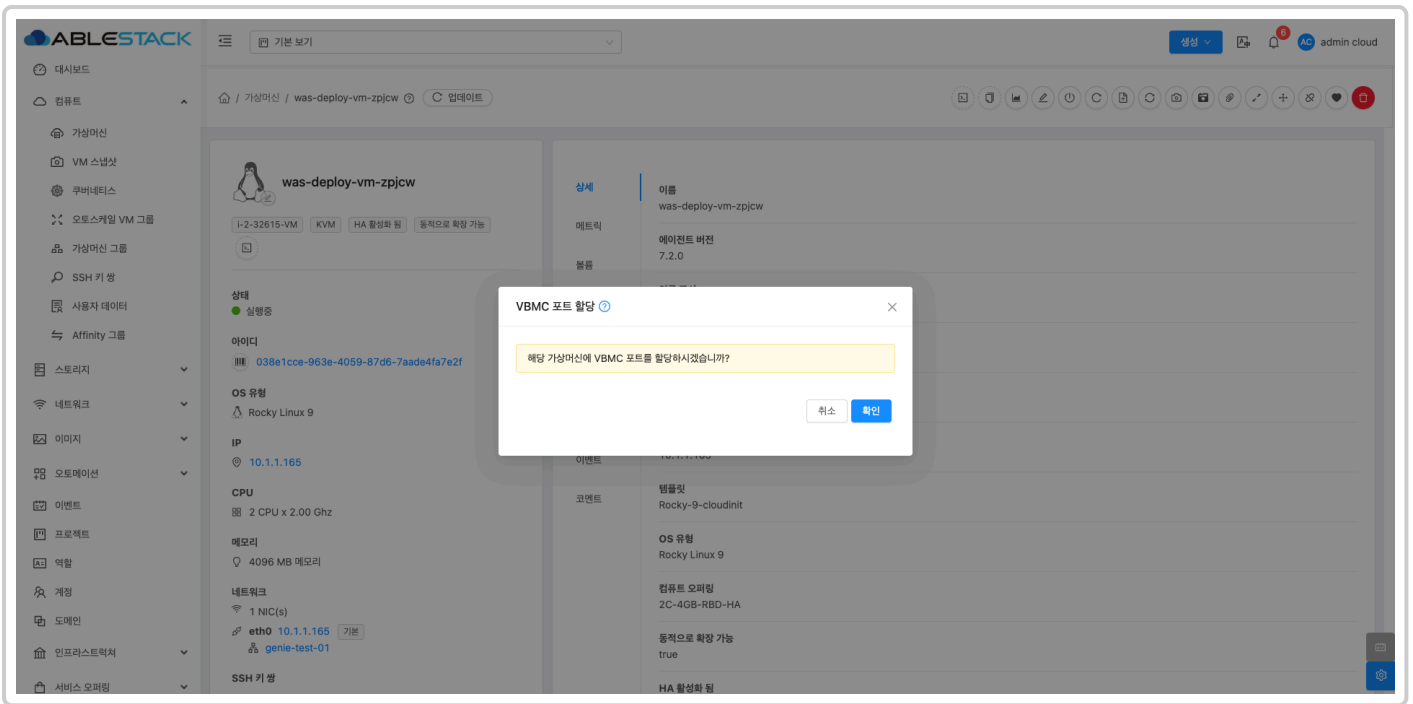 ABLESTACK
기본 보기
생성
6
AC
admin cloud
대시보드
컴퓨트
가상머신
VM 스냅샷
쿠버네티스
오토스케일 VM 그룹
가상머신 그룹
SSH 키 쌍
사용자 데이터
Affinity 그룹
스토리지
네트워크
이미지
오토메이션
이벤트
프로젝트
역할
계정
도메인
인프라스트럭쳐
서비스 오퍼링
/ 가상머신 / was-deploy-vm-zpjcw
업데이트
was-deploy-vm-zpjcw
i-2-32615-VM KVM HA 활성화 됨 동적으로 확장 가능
상태
실행중
아이디
038e1cce-963e-4059-87d6-7aade4fa7e2f
OS 유형
Rocky Linux 9
IP
10.1.1.165
CPU
2 CPU x 2.00 Ghz
메모리
4096 MB 메모리
네트워크
1 NIC(s)
eth0 10.1.1.165 기본
genie-test-01
SSH 키 쌍
상세
메트릭
볼륨
이벤트
코멘트
이름
was-deploy-vm-zpjcw
에이전트 버전
7.2.0
VBMC 포트 할당
해당 가상머신에 VBMC 포트를 할당하시겠습니까?
취소
확인
10.1.1.165
템플릿
Rocky-9-cloudinit
OS 유형
Rocky Linux 9
컴퓨트 오퍼링
2C-4GB-RBD-HA
동적으로 확장 가능
true
HA 활성화 됨